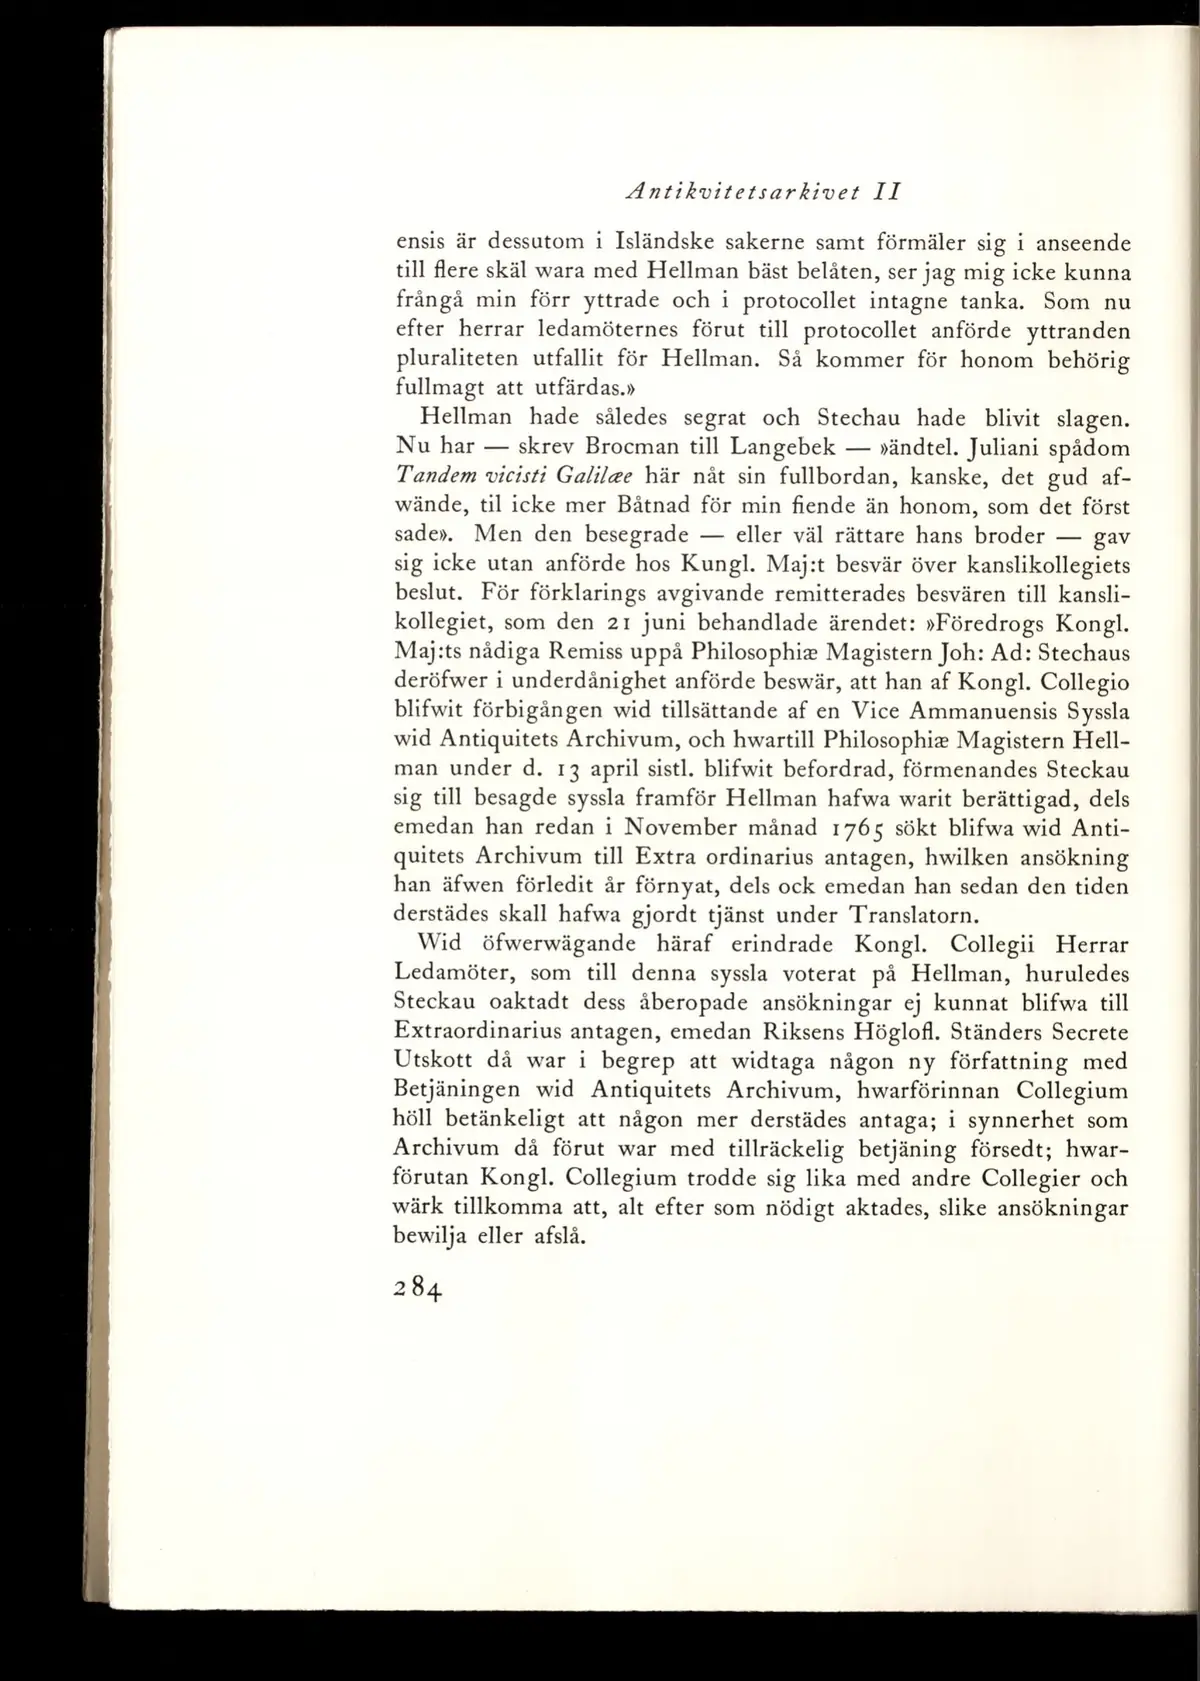 Antikvitetsarkivet II
ensis är dessutom i Isländske sakerne samt förmäler sig i anseende
till flere skäl wara med Hellman bäst belåten, ser jag mig icke kunna
frångå min förr yttrade och i protocollet intagne tanka. Som nu
efter herrar ledamöternes förut till protocollet anförde yttranden
pluraliteten utfallit för Hellman. Så kommer för honom behörig
fullmagt att utfärdas.»
Hellman hade således segrat och Stechau hade blivit slagen.
Nu har — skrev Brocman till Langebek — »ändtel. Juliani spådom
Tandem vicisti Galilæe här nåt sin fullbordan, kanske, det gud af-
wände, til icke mer Båtnad för min fiende än honom, som det först
sade». Men den besegrade — eller väl rättare hans broder — gav
sig icke utan anförde hos Kungl. Maj:t besvär över kanslikollegiets
beslut. För förklarings avgivande remitterades besvären till kansli-
kollegiet, som den 21 juni behandlade ärendet: »Föredrogs Kongl.
Maj:ts nådiga Remiss uppå Philosophiæ Magistern Joh: Ad: Stechaus
deröfwer i underdånighet anförde beswär, att han af Kongl. Collegio
blifwit förbigången wid tillsättande af en Vice Ammanuensis Syssla
wid Antiquitets Archivum, och hwartill Philosophiæ Magistern Hell-
man under d. 13 april sistl. blifwit befordrad, förmenandes Steckau
sig till besagde syssla framför Hellman hafwa warit berättigad, dels
emedan han redan i November månad 1765 sökt blifwa wid Anti-
quitets Archivum till Extra ordinarius antagen, hwilken ansökning
han äfwen förledit år förnyat, dels ock emedan han sedan den tiden
derstädes skall hafwa gjordt tjänst under Translatorn.
Wid öfwerwägande häraf erindrade Kongl. Collegii Herrar
Ledamöter, som till denna syssla voterat på Hellman, huruledes
Steckau oaktadt dess åberopade ansökningar ej kunnat blifwa till
Extraordinarius antagen, emedan Riksens Höglofl. Ständers Secrete
Utskott då war i begrep att widtaga någon ny författning med
Betjäningen wid Antiquitets Archivum, hwarförinnan Collegium
höll betänkeligt att någon mer derstädes antaga; i synnerhet som
Archivum då förut war med tillräckelig betjäning försedt; hwar-
förutan Kongl. Collegium trodde sig lika med andre Collegier och
wärk tillkomma att, alt efter som nödigt aktades, slike ansökningar
bewilja eller afslå.
284